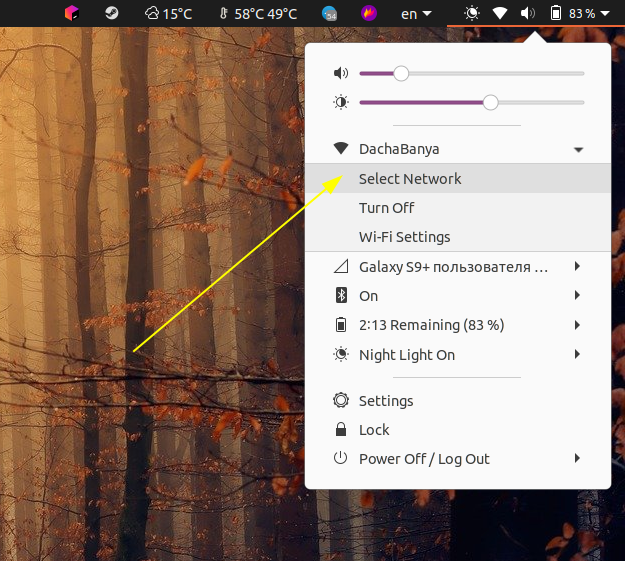 15°C 58°C 49°C 54 en 83 %
DachaBanya
Select Network
Turn Off
Wi-Fi Settings
Galaxy S9+ пользователя ...
On
2:13 Remaining (83 %)
Night Light On
Settings
Lock
Power Off / Log Out